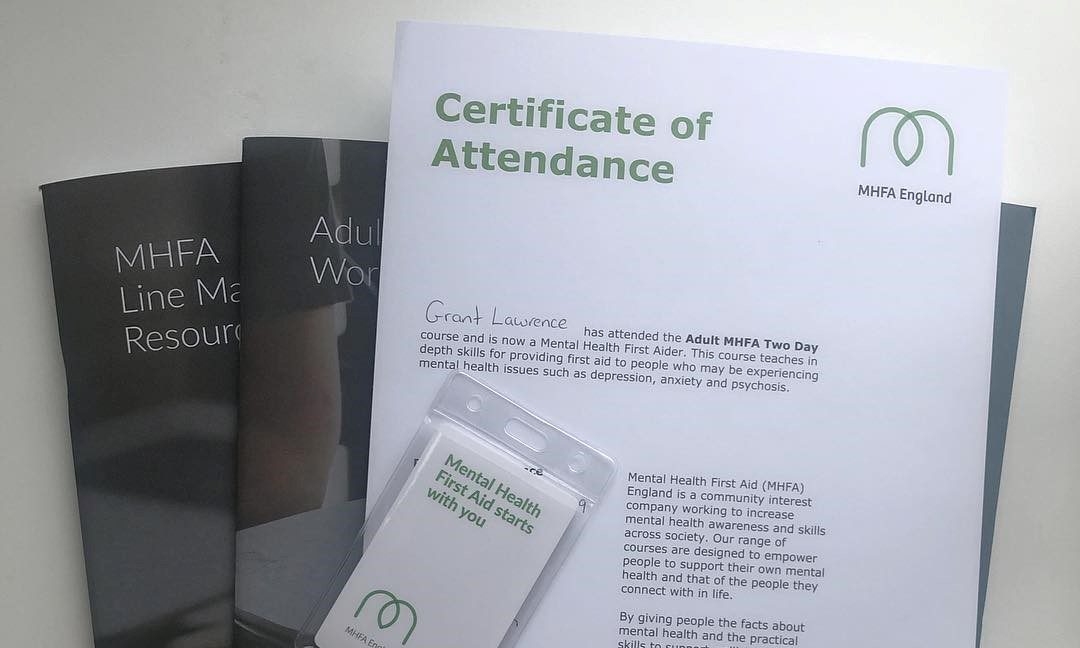 MHFA
Line Ma
Resourc
Adul
Wor
Certificate of
Attendance
MHFA England
Grant Lawrence has attended the Adult MHFA Two Day
course and is now a Mental Health First Aider. This course teaches in
depth skills for providing first aid to people who may be experiencing
mental health issues such as depression, anxiety and psychosis.
Mental Health
First Aid starts
with you
MHFA Engl
Mental Health First Aid (MHFA)
England is a community interest
company working to increase
mental health awareness and skills
across society. Our range of
courses are designed to empower
people to support their own mental
health and that of the people they
connect with in life.
By giving people the facts about
mental health and the practical
skills to